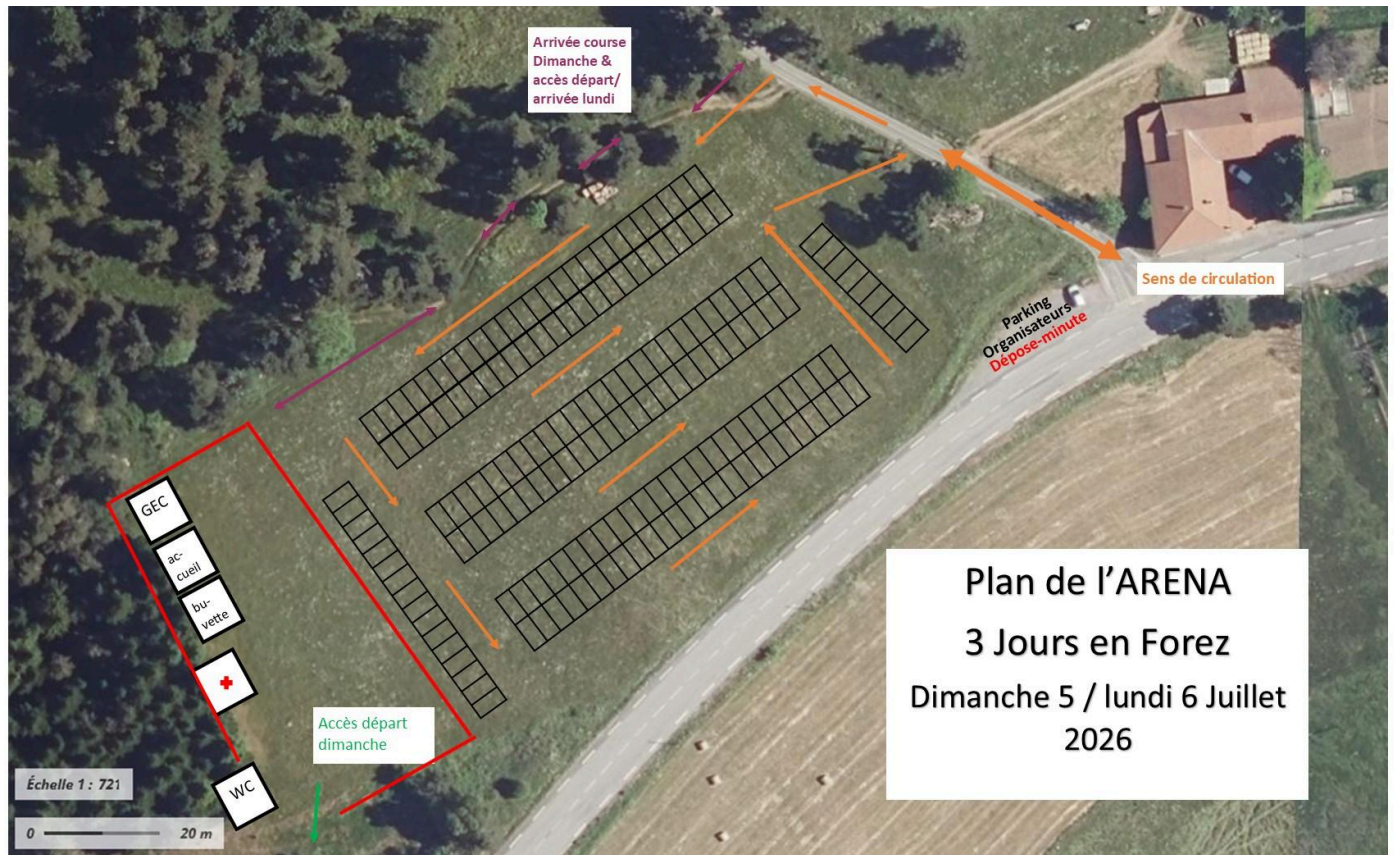 Arrivée course
Dimanche &
accès départ/
arrivée lundi
Sens de circulation
Parking
Organisateurs
Dépose-minute
GEC
ac-
cueil
bu-
vette
WC
Accès départ
dimanche
Plan de l'ARENA
3 Jours en Forez
Dimanche 5 / lundi 6 Juillet
2026
Échelle 1 : 721
0 20 m